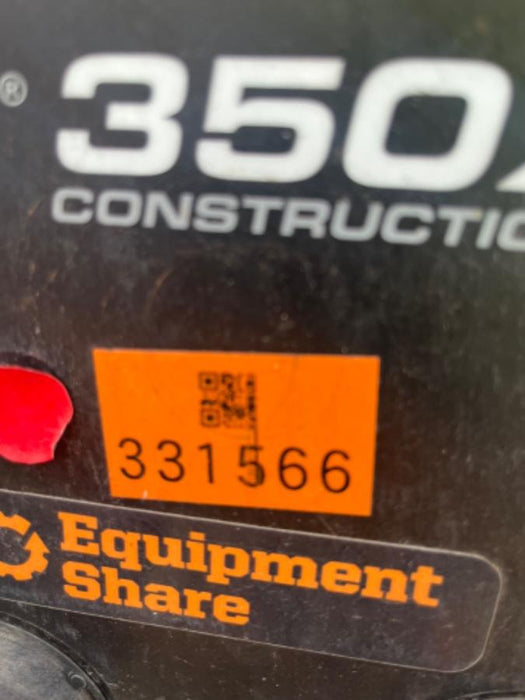 ®
350
CONSTRUCTIO
331566
Equipment
Share